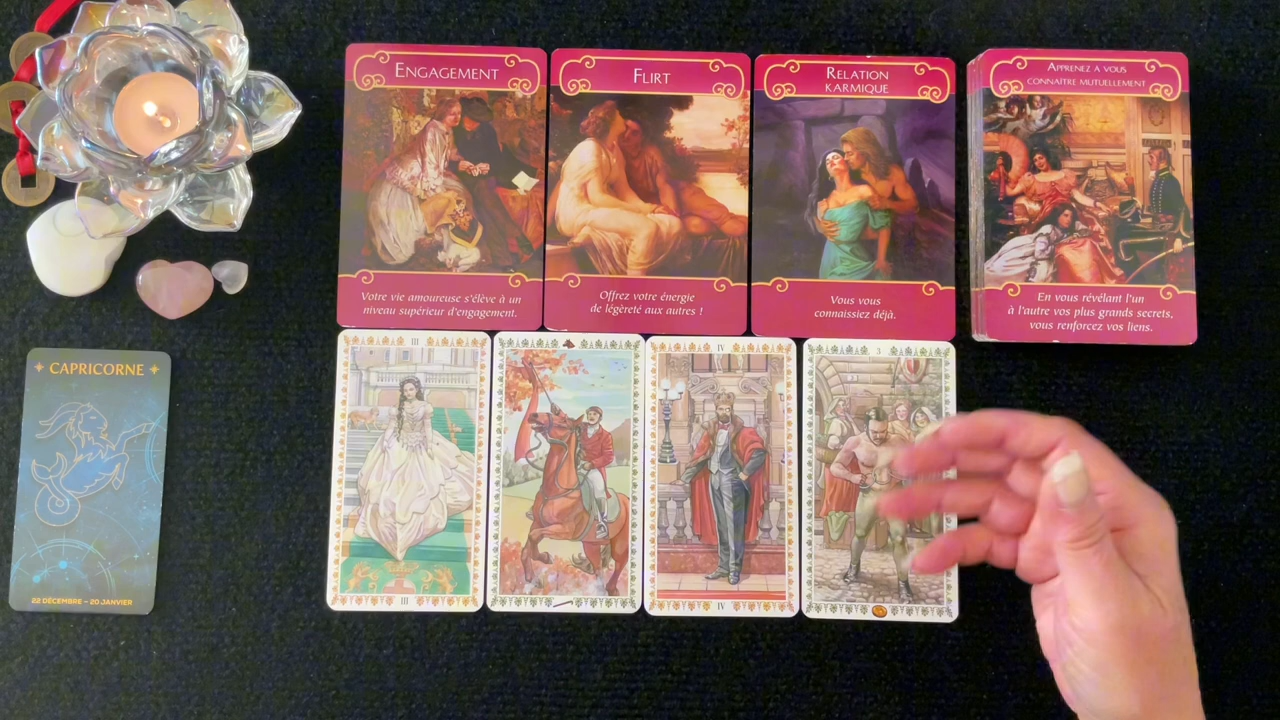 ENGAGEMENT
Votre vie amoureuse s'élève à un
niveau supérieur d'engagement.
FLIRT
Offrez votre énergie
de légèreté aux autres !
RELATION
KARMIQUE
Vous vous
connaissiez déjà.
APPRENEZ A VOUS
CONNAÎTRE MUTUELLEMENT
En vous révélant l'un
à l'autre vos plus grands secrets,
vous renforcez vos liens.
CAPRICORNE
22 DÉCEMBRE – 20 JANVIER
III
III
IV
IV
3